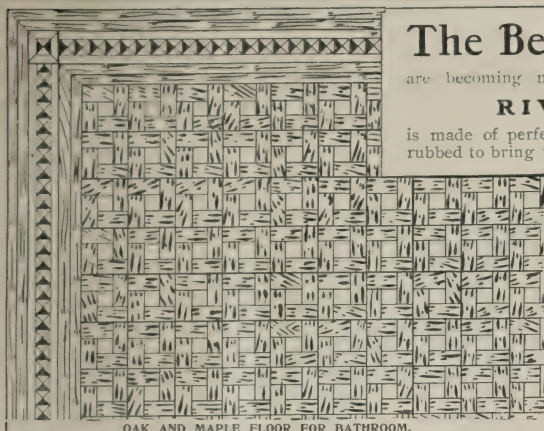 The Be
are becoming n
RIV
is made of perfe
rubbed to bring
OAK AND MAPLE FLOOR FOR BATHROOM.